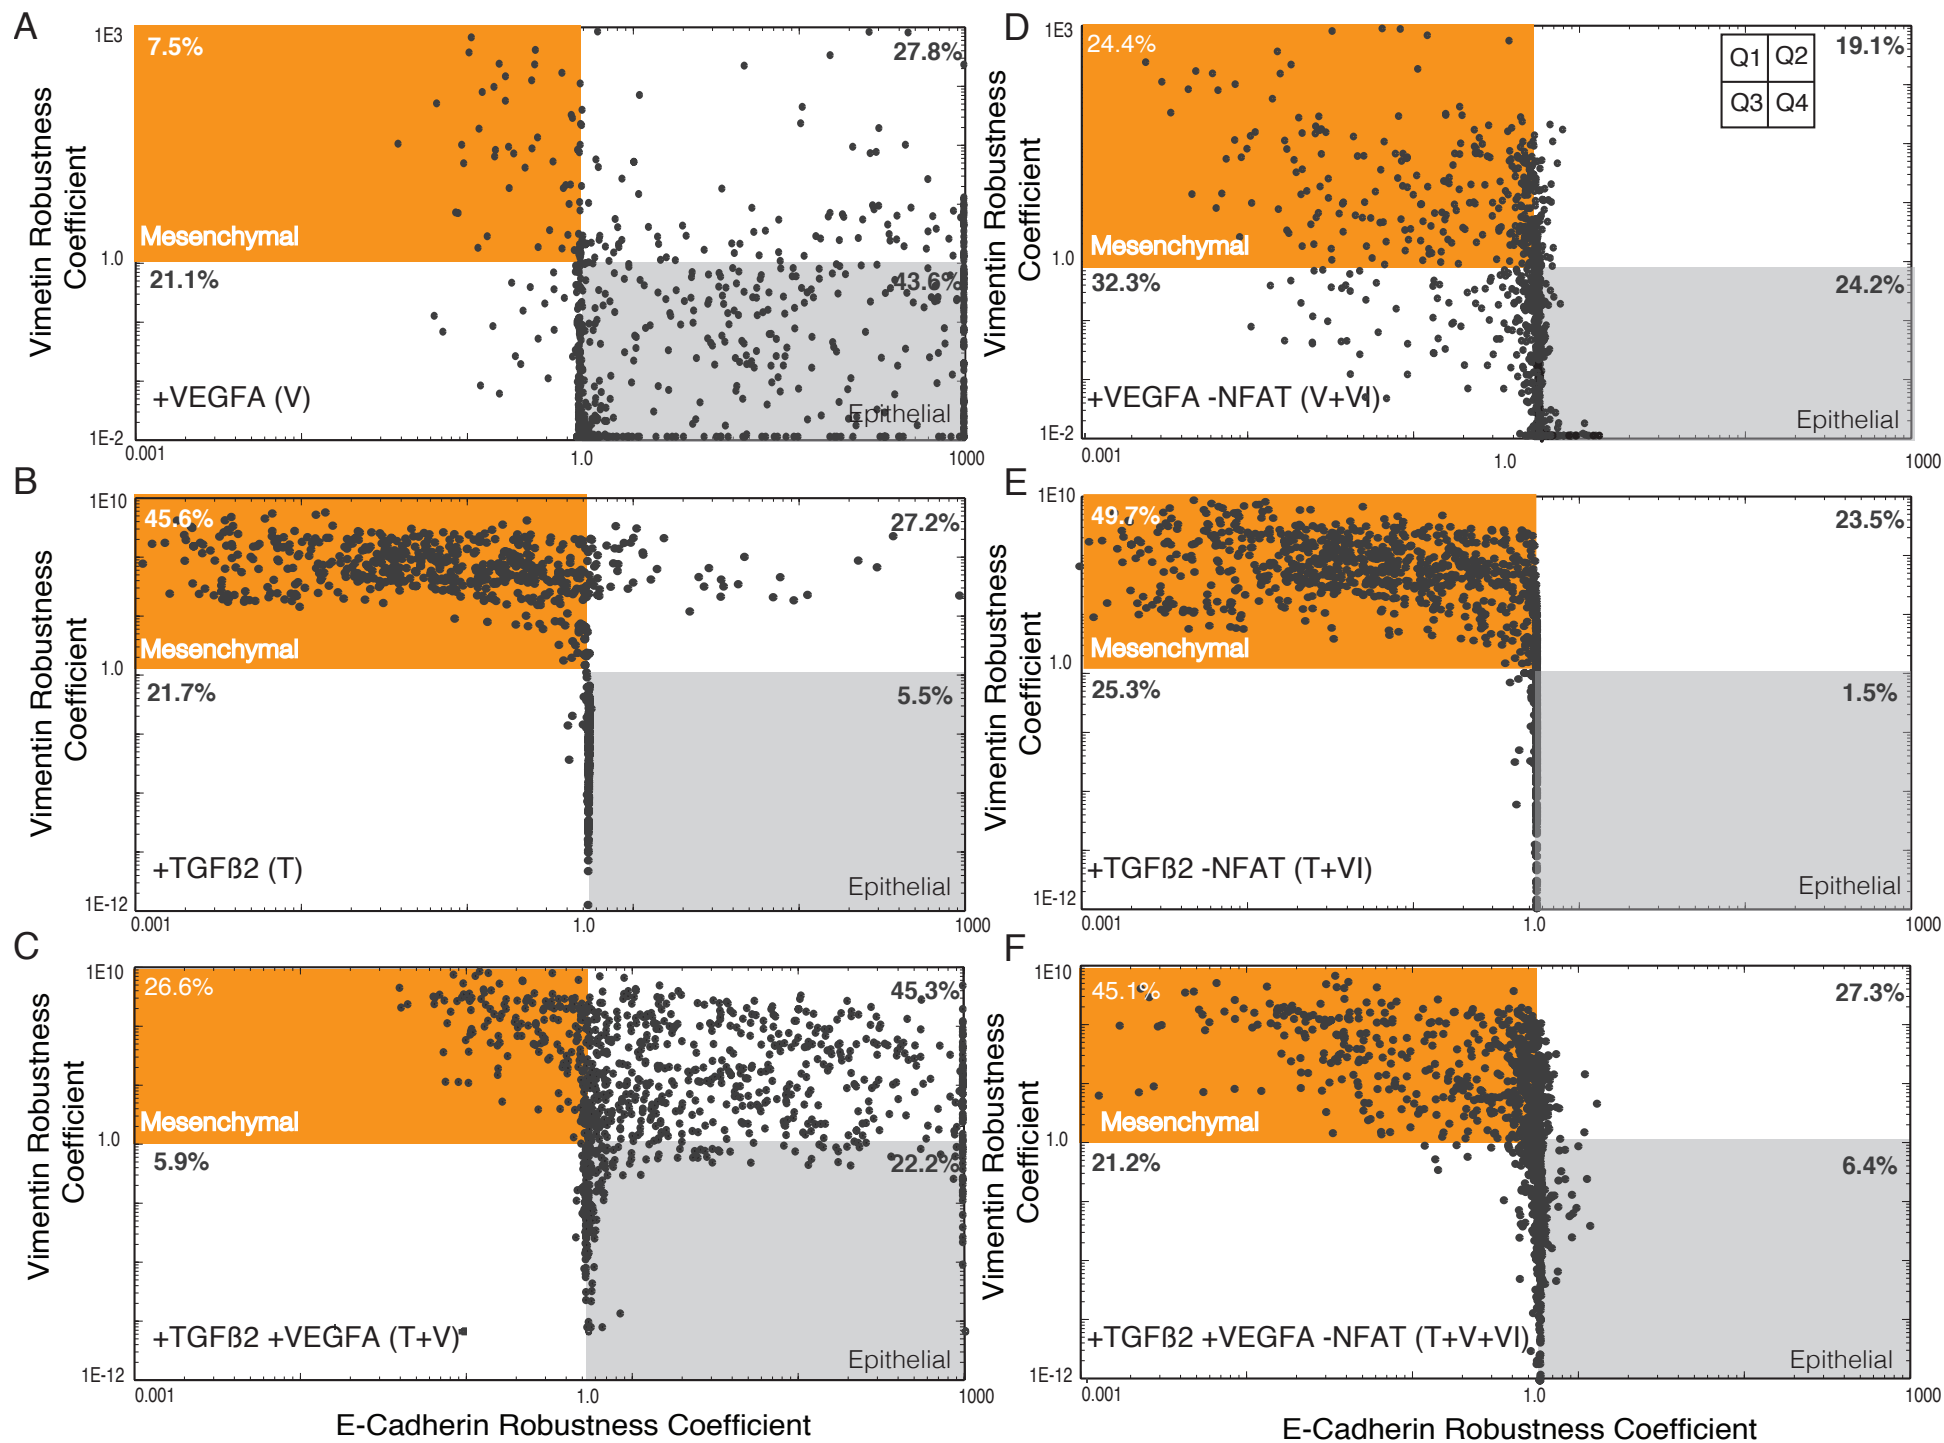 A
1E3
7.5%
27.8%
Vimetin Robustness
Coefficient
Mesenchymal
1.0
21.1%
43.6%
+VEGFA (V)
Epithelial
1E-2
0.001
1.0
1000
B
1E10
45.6%
27.2%
Vimentin Robustness
Coefficient
Mesenchymal
1.0
21.7%
5.5%
+TGFß2 (T)
Epithelial
1E-12
0.001
1.0
1000
C
1E10
26.6%
45.3%
Vimentin Robustness
Coefficient
Mesenchymal
1.0
5.9%
22.2%
+TGFß2 +VEGFA (T+V)
Epithelial
1E-12
0.001
1.0
1000
E-Cadherin Robustness Coefficient
D
1E3
24.4%
19.1%
Q1 Q2
Q3 Q4
Vimentin Robustness
Coefficient
Mesenchymal
1.0
32.3%
24.2%
+VEGFA -NFAT (V+VI)
Epithelial
1E-2
0.001
1.0
1000
E
1E10
49.7%
23.5%
Vimentin Robustness
Coefficient
Mesenchymal
1.0
25.3%
1.5%
+TGFß2 -NFAT (T+VI)
Epithelial
1E-12
0.001
1.0
1000
F
1E10
45.1%
27.3%
Vimentin Robustness
Coefficient
Mesenchymal
1.0
21.2%
6.4%
+TGFß2 +VEGFA -NFAT (T+V+VI)
Epithelial
1E-12
0.001
1.0
1000
E-Cadherin Robustness Coefficient